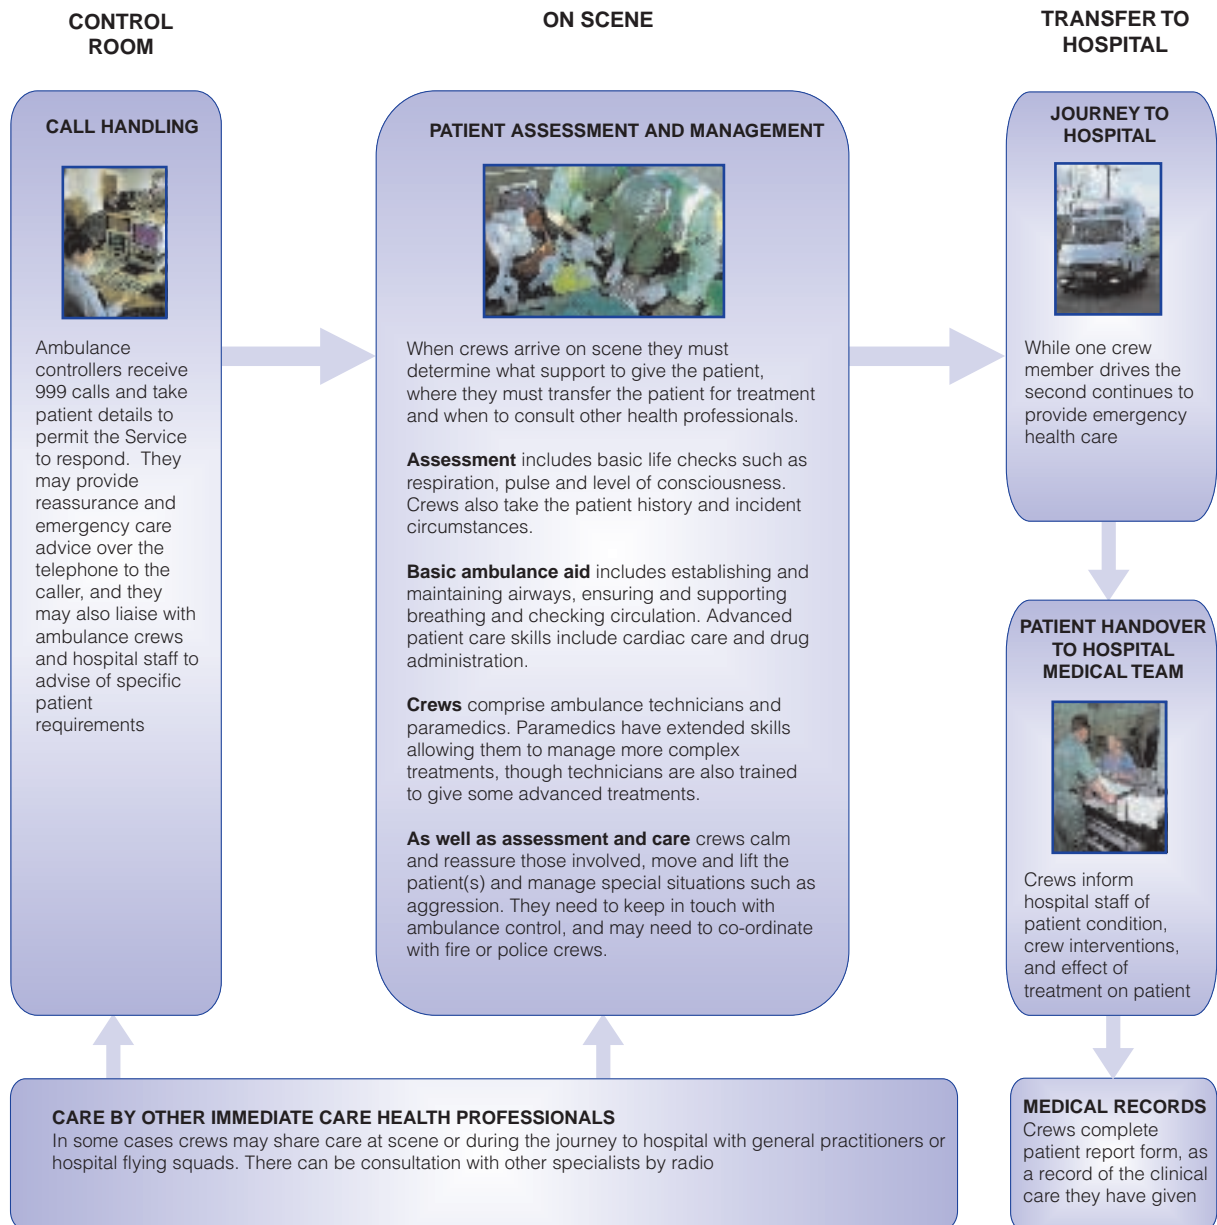 CONTROL
ROOM
ON SCENE
TRANSFER TO
HOSPITAL
CALL HANDLING
Ambulance
controllers receive
999 calls and take
patient details to
permit the Service
to respond.  They
may provide
reassurance and
emergency care
advice over the
telephone to the
caller, and they
may also liaise with
ambulance crews
and hospital staff to
advise of specific
patient
requirements
PATIENT ASSESSMENT AND MANAGEMENT
When crews arrive on scene they must
determine what support to give the patient,
where they must transfer the patient for treatment
and when to consult other health professionals.
Assessment includes basic life checks such as
respiration, pulse and level of consciousness.
Crews also take the patient history and incident
circumstances.
Basic ambulance aid includes establishing and
maintaining airways, ensuring and supporting
breathing and checking circulation. Advanced
patient care skills include cardiac care and drug
administration.
Crews comprise ambulance technicians and
paramedics. Paramedics have extended skills
allowing them to manage more complex
treatments, though technicians are also trained
to give some advanced treatments.
As well as assessment and care crews calm
and reassure those involved, move and lift the
patient(s) and manage special situations such as
aggression. They need to keep in touch with
ambulance control, and may need to co-ordinate
with fire or police crews.
JOURNEY TO
HOSPITAL
While one crew
member drives the
second continues to
provide emergency
health care
PATIENT HANDOVER
TO HOSPITAL
MEDICAL TEAM
Crews inform
hospital staff of
patient condition,
crew interventions,
and effect of
treatment on patient
CARE BY OTHER IMMEDIATE CARE HEALTH PROFESSIONALS
In some cases crews may share care at scene or during the journey to hospital with general practitioners or
hospital flying squads. There can be consultation with other specialists by radio
MEDICAL RECORDS
Crews complete
patient report form, as
a record of the clinical
care they have given